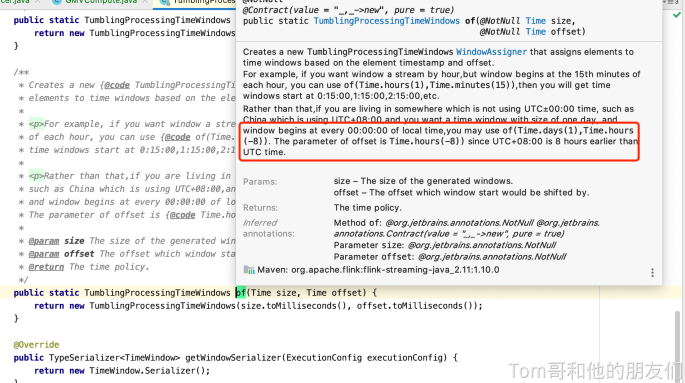 cer.java
GMVCompute.java
TumblingProcessingTim
public static TumblingProcessingTimeWindows
return new TumblingProcessingTimeWindows
}
/**
* Creates a new {@code TumblingProcessingTi
* elements to time windows based on the ele
*
* <p>For example, if you want window a stream
* of each hour, you can use {@code of(Time.
* time windows start at 0:15:00,1:15:00,2:1
*
* <p>Rather than that,if you are living in
* such as China which is using UTC+08:00,an
* and window begins at every 00:00:00 of lo
* The parameter of offset is {@code Time.ho
*
* @param size The size of the generated win
* @param offset The offset which window sta
* @return The time policy.
*/
public static TumblingProcessingTimeWindows of(Time size, Time offset) {
return new TumblingProcessingTimeWindows(size.toMilliseconds(), offset.toMilliseconds());
}
@Override
public TypeSerializer<TimeWindow> getWindowSerializer(ExecutionConfig executionConfig) {
return new TimeWindow.Serializer();
}
@NotNull
@Contract(value = "_,_->new", pure = true)
public static TumblingProcessingTimeWindows of(@NotNull Time size,
@NotNull Time offset)
Creates a new TumblingProcessingTimeWindows WindowAssigner that assigns elements to
time windows based on the element timestamp and offset.
For example, if you want window a stream by hour,but window begins at the 15th minutes of
each hour, you can use of(Time.hours(1),Time.minutes(15)),then you will get time
windows start at 0:15:00,1:15:00,2:15:00,etc.
Rather than that,if you are living in somewhere which is not using UTC±00:00 time, such as
China which is using UTC+08:00,and you want a time window with size of one day, and
window begins at every 00:00:00 of local time,you may use of(Time.days(1),Time.hours
(-8)). The parameter of offset is Time.hours(-8)) since UTC+08:00 is 8 hours earlier than
UTC time.
Params:
size – The size of the generated windows.
offset – The offset which window start would be shifted by.
Returns:
The time policy.
Inferred annotations:
Method of: @org.jetbrains.annotations.NotNull @org.jetbrains.
annotations.Contract(value = "_,_->new", pure = true)
Parameter size: @org.jetbrains.annotations.NotNull
Parameter offset: @org.jetbrains.annotations.NotNull
Maven: org.apache.flink:flink-streaming-java_2.11:1.10.0
Tom哥和他的朋友们